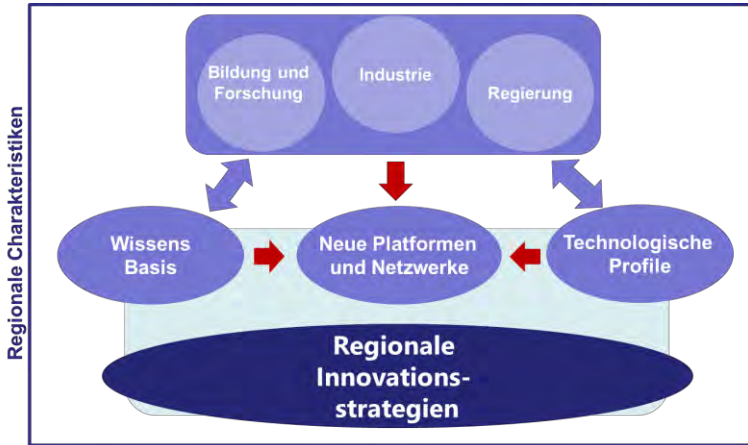 Regionale Charakteristiken
Bildung und
Forschung
Industrie
Regierung
Wissens
Basis
Neue Platformen
und Netzwerke
Technologische
Profile
Regionale
Innovations-
strategien